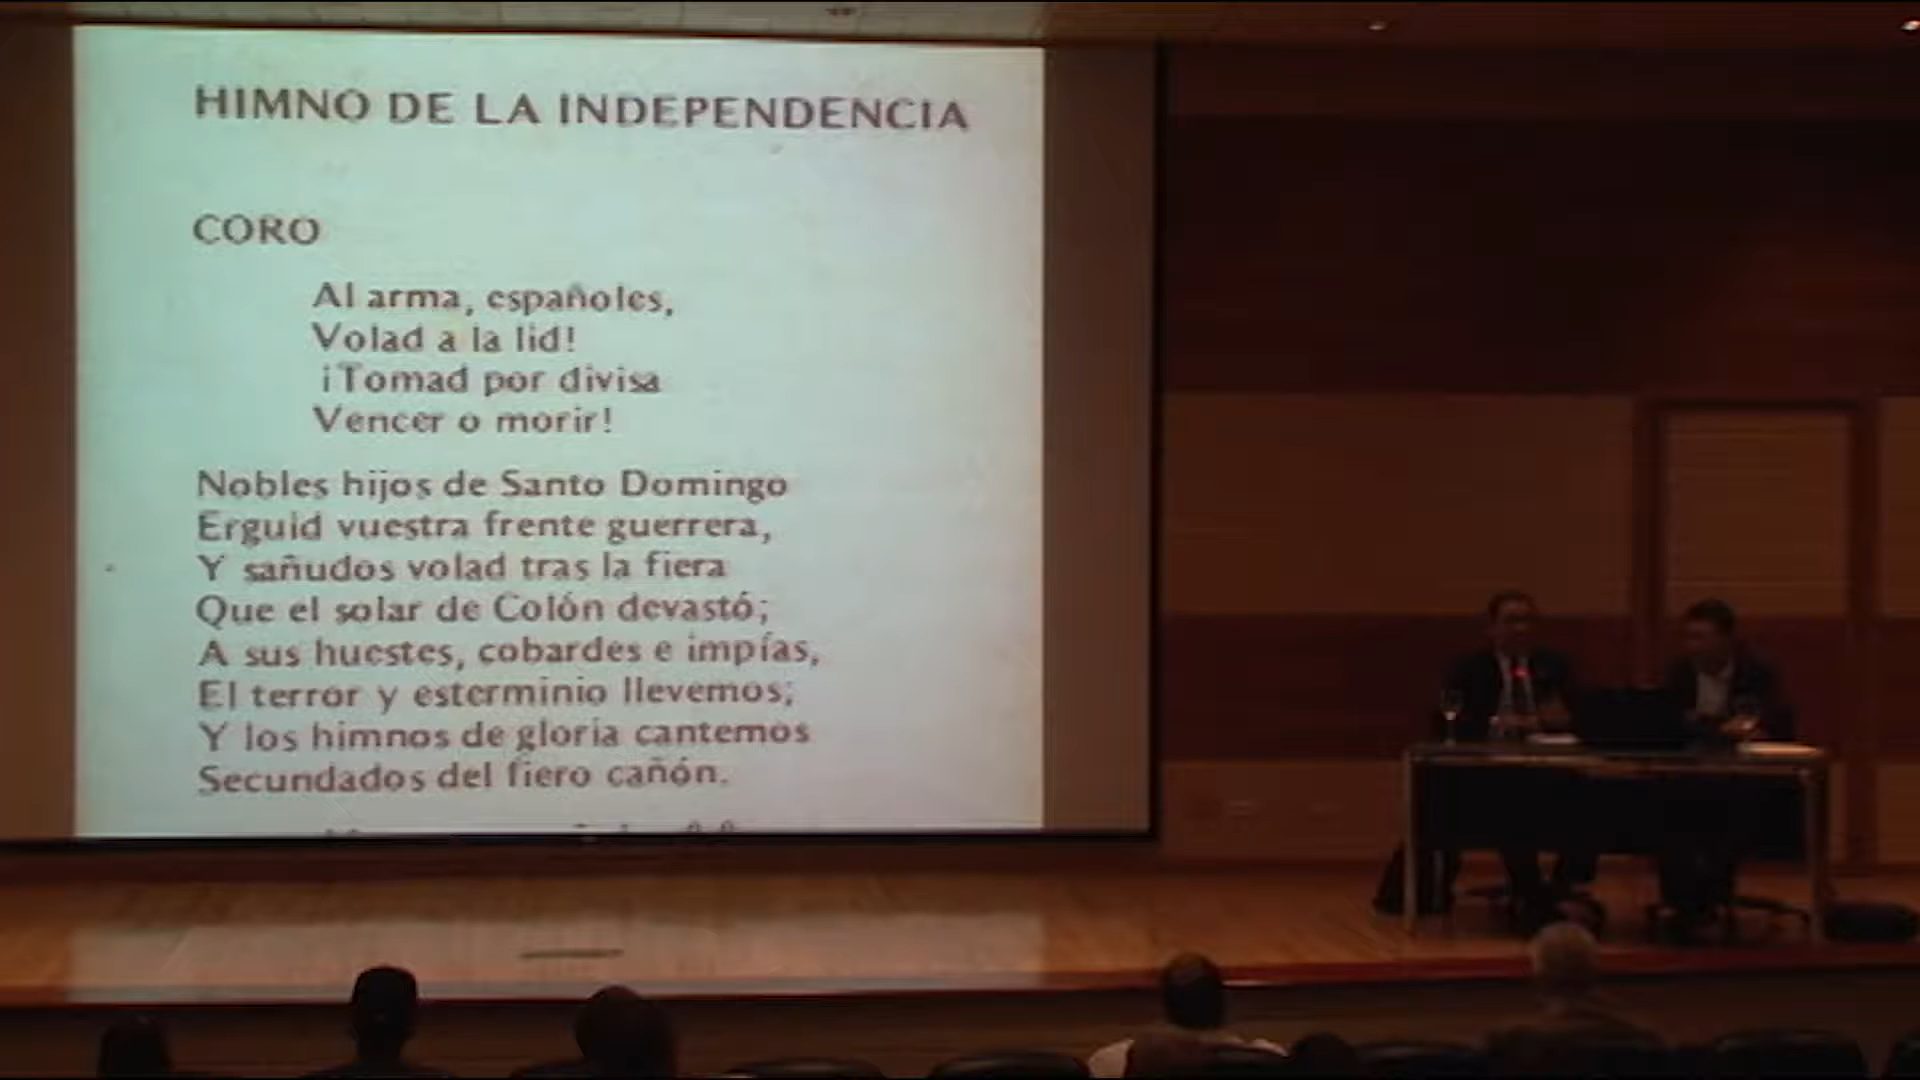 HIMNO DE LA INDEPENDENCIA
CORO
Al arma, españoles,
Volad a la lid!
¡Tomad por divisa
Vencer o morir!
Nobles hijos de Santo Domingo
Erguid vuestra frente guerrera,
Y sañudos volad tras la fiera
Que el solar de Colón devastó;
A sus huestes, cobardes e impías,
El terror y esterminio llevemos;
Y los himnos de gloria cantemos
Secundados del fiero cañón.